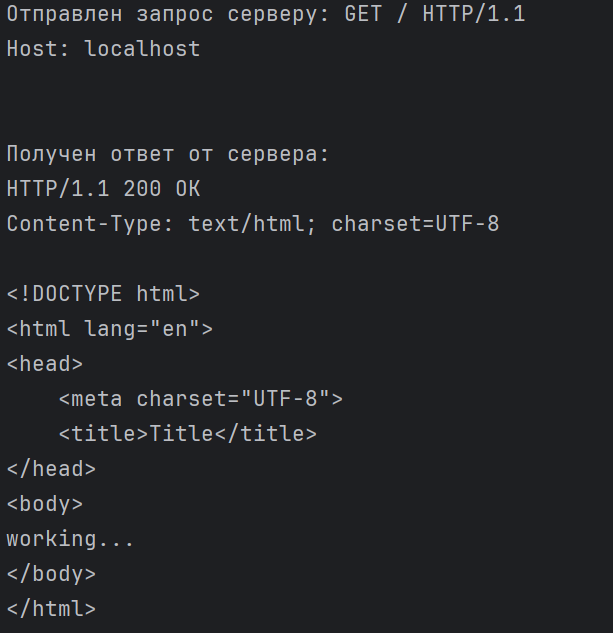 Отправлен запрос серверу: GET / HTTP/1.1
Host: localhost
Получен ответ от сервера:
HTTP/1.1 200 OK
Content-Type: text/html; charset=UTF-8
<!DOCTYPE html>
<html lang="en">
<head>
    <meta charset="UTF-8">
    <title>Title</title>
</head>
<body>
working...
</body>
</html>